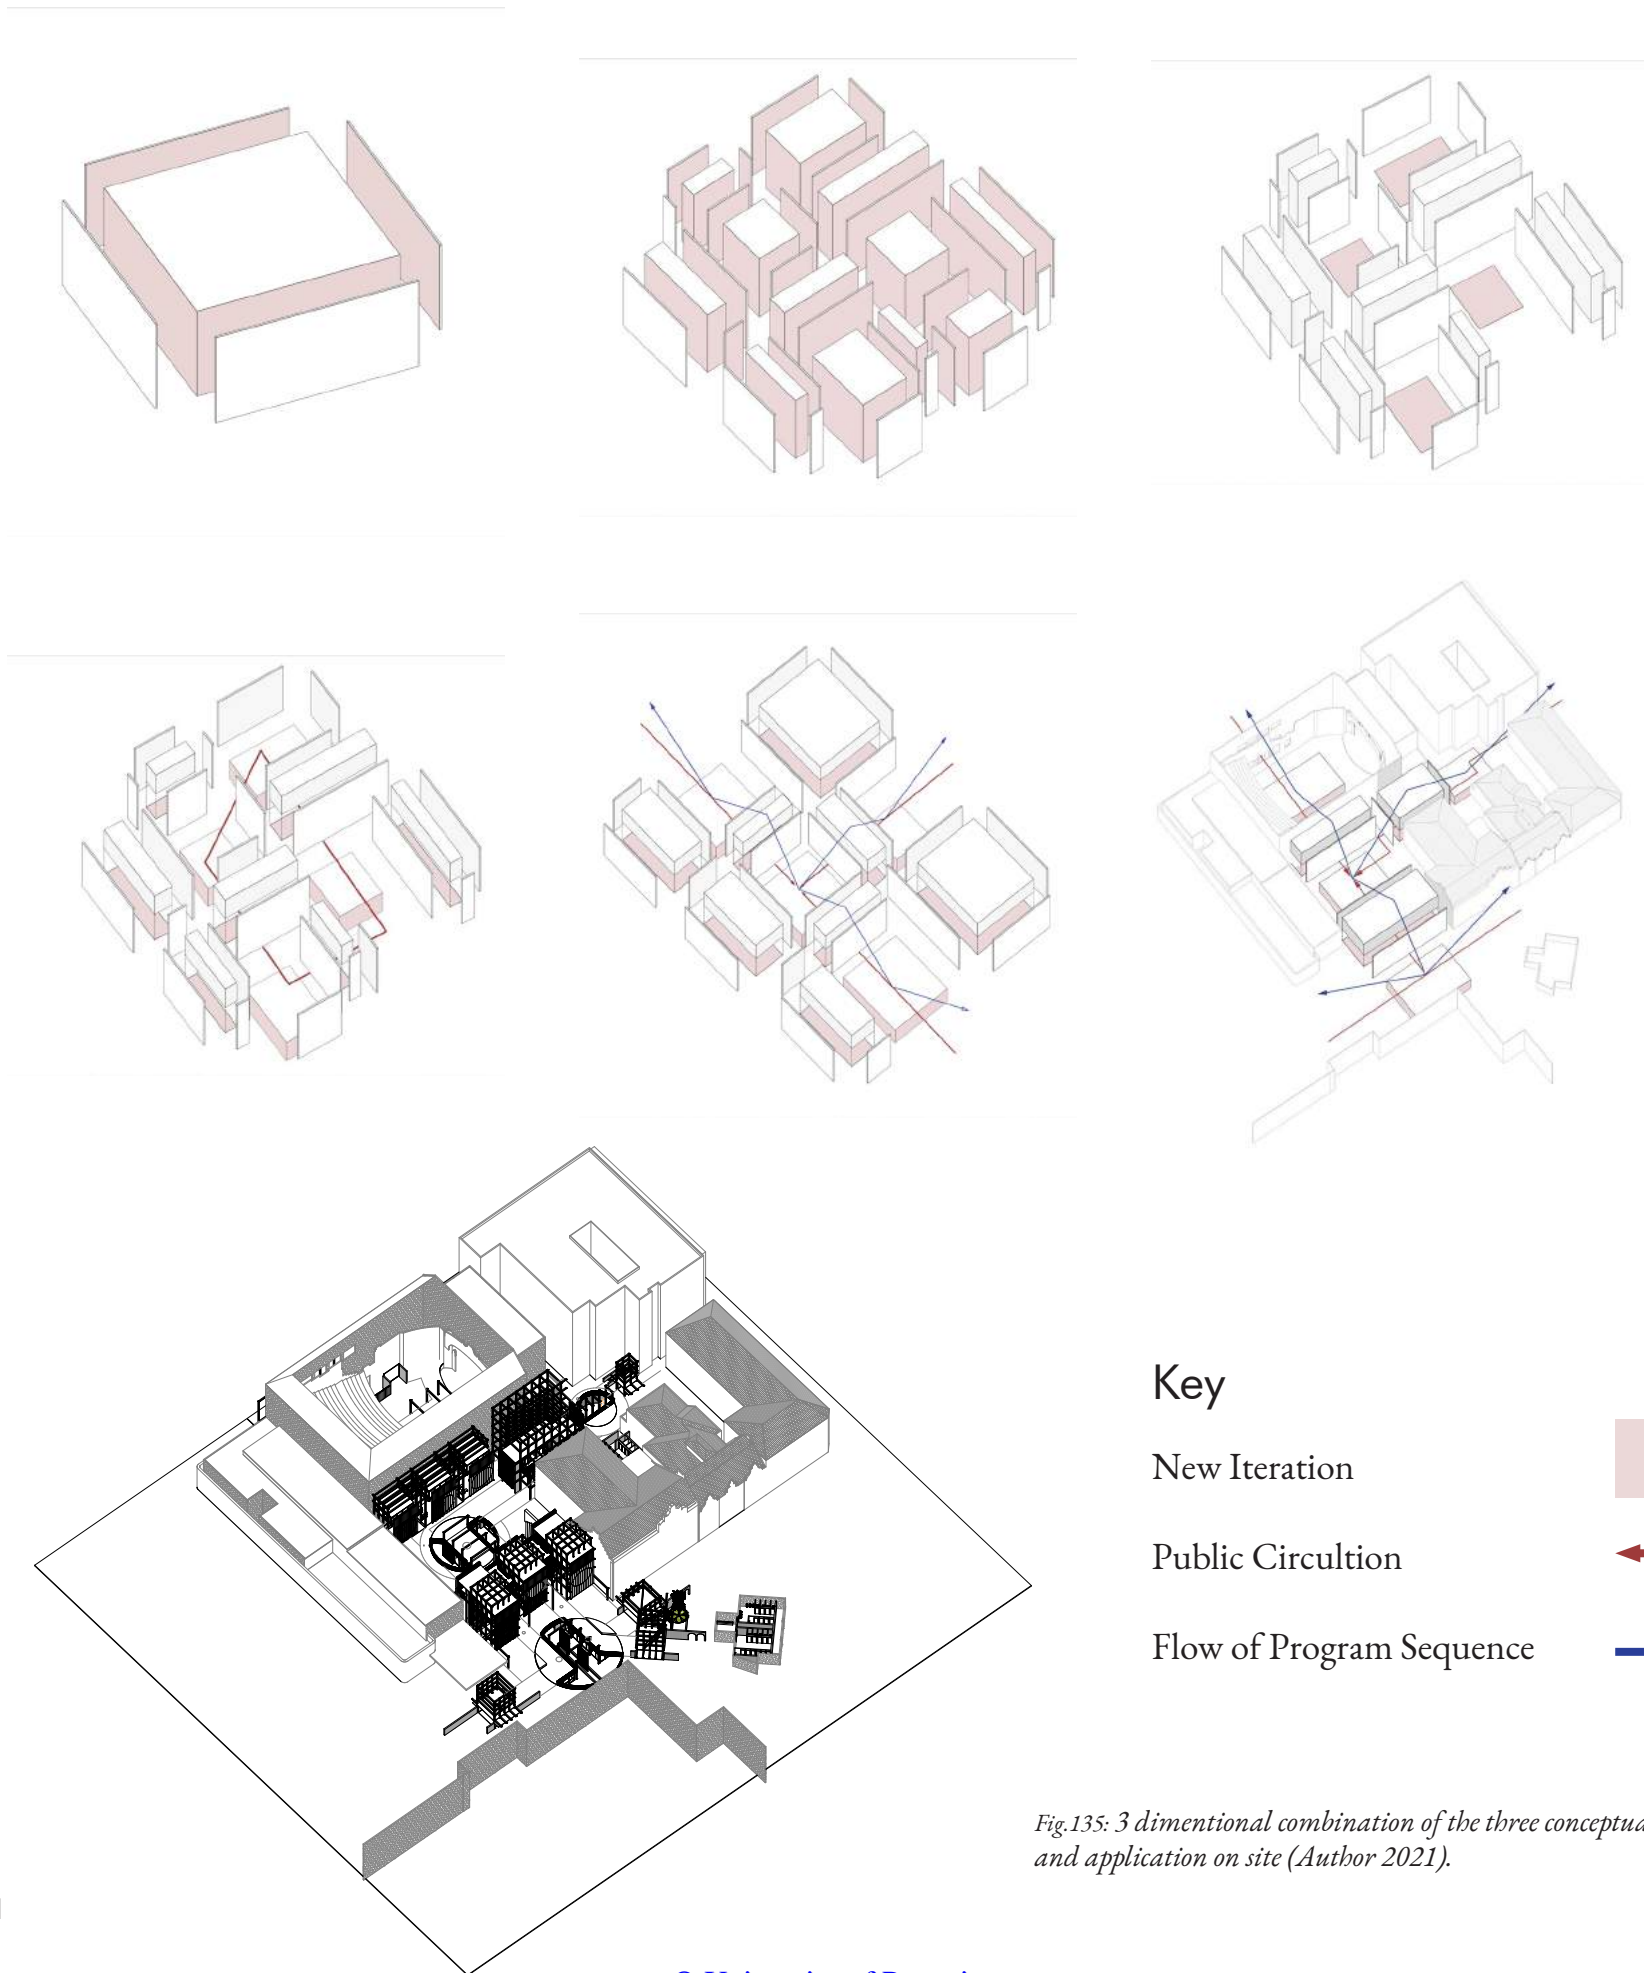 Key
New Iteration
Public Circultion
Flow of Program Sequence
Fig.135: 3 dimentional combination of the three conceptua
and application on site (Author 2021).